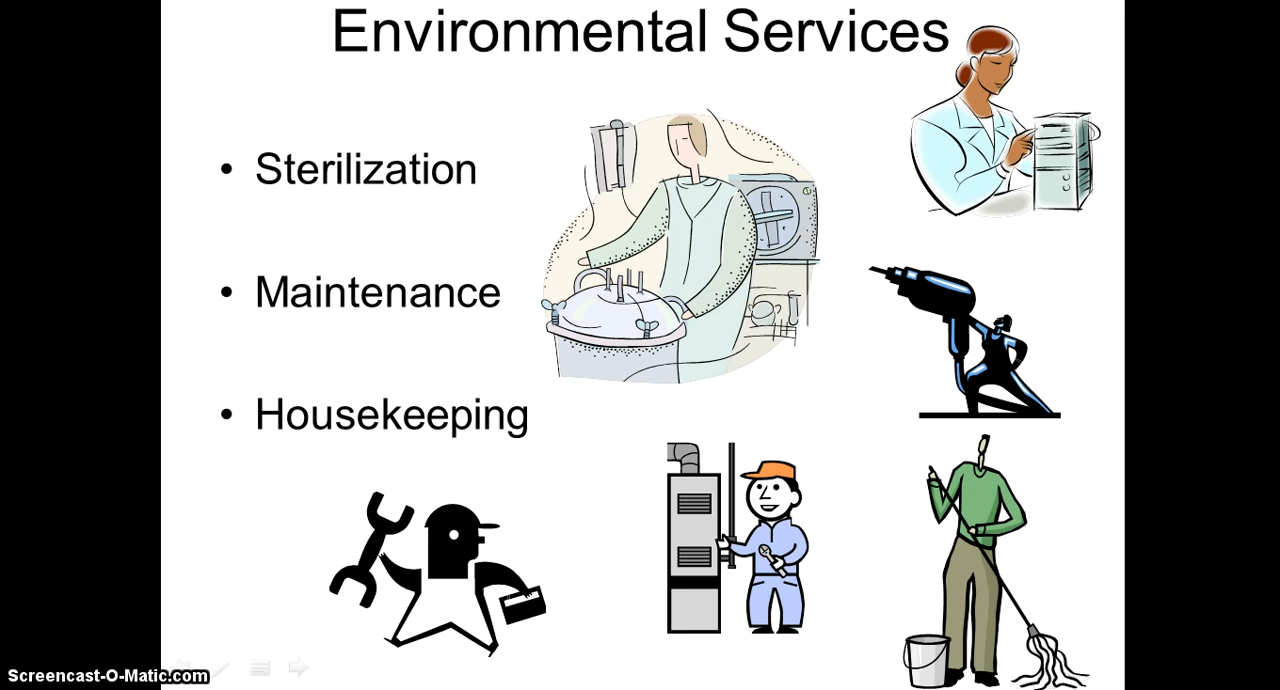 Environmental Services
• Sterilization
• Maintenance
• Housekeeping
Screencast-O-Matic.com